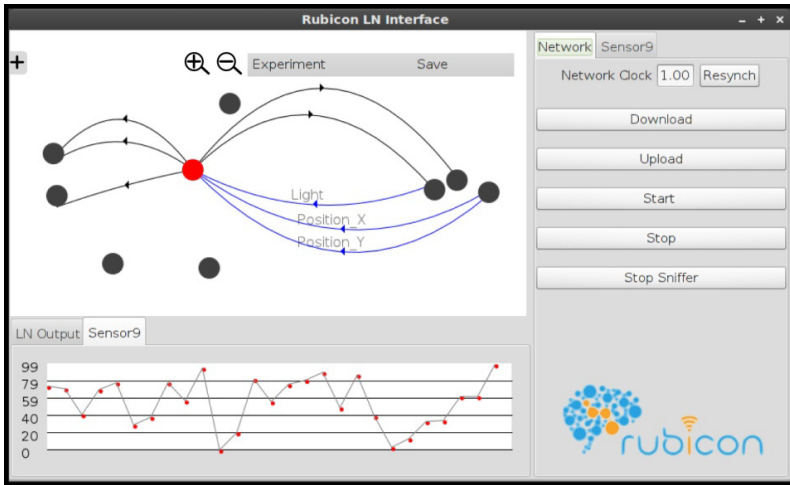 Rubicon LN Interface
Experiment Save
Light
Position_X
Position_Y
Network Sensor9
Network Clock 1.00 Resynch
Download
Upload
Start
Stop
Stop Sniffer
LN Output Sensor9
99
79
59
40
20
0
rubicon